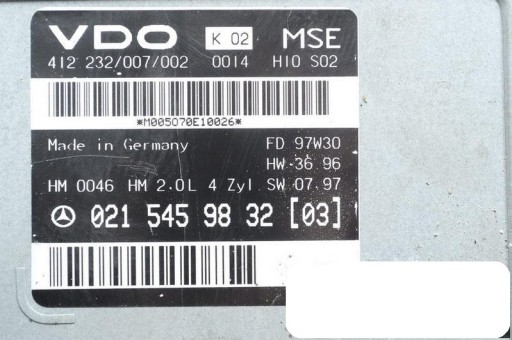 VDO K 02 MSE
412 232/007/002 0014 H10 S02
*M005070E10026*
Made in Germany FD 97W30
HW 36 96
HM 0046 HM 2.0L 4 Zyl SW 07 97
021 545 98 32 [03]